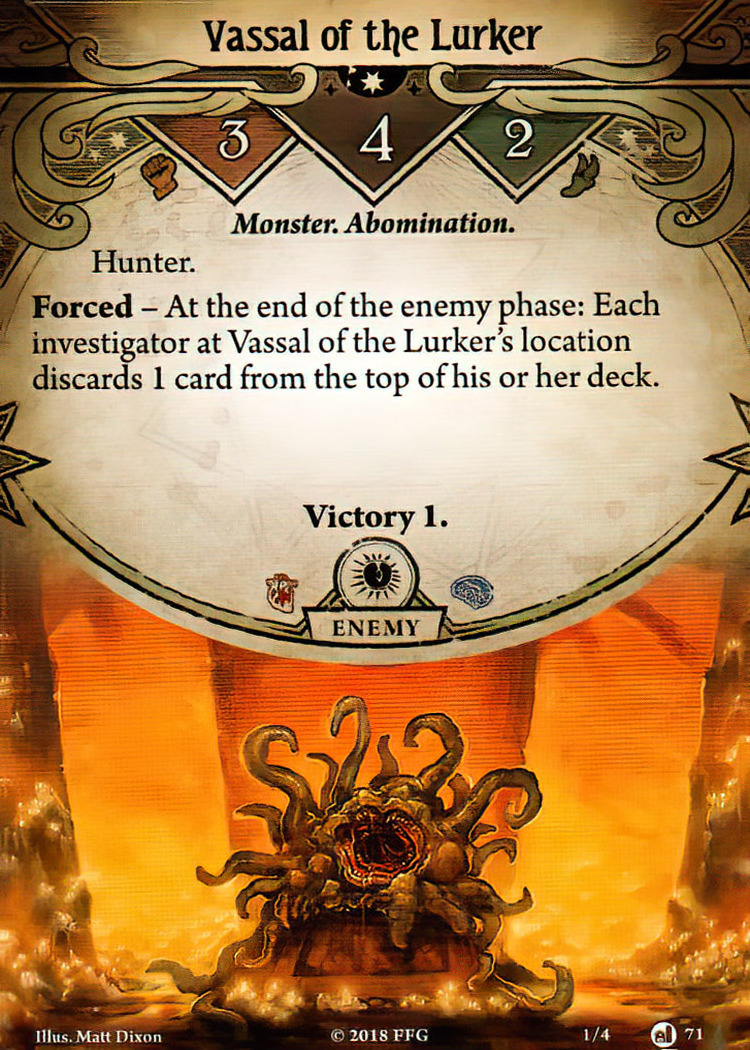 Vassal of the Lurker
3 4 2
Monster. Abomination.
Hunter.
Forced – At the end of the enemy phase: Each
investigator at Vassal of the Lurker's location
discards 1 card from the top of his or her deck.
Victory 1.
ENEMY
Illus. Matt Dixon © 2018 FFG 1/4 71